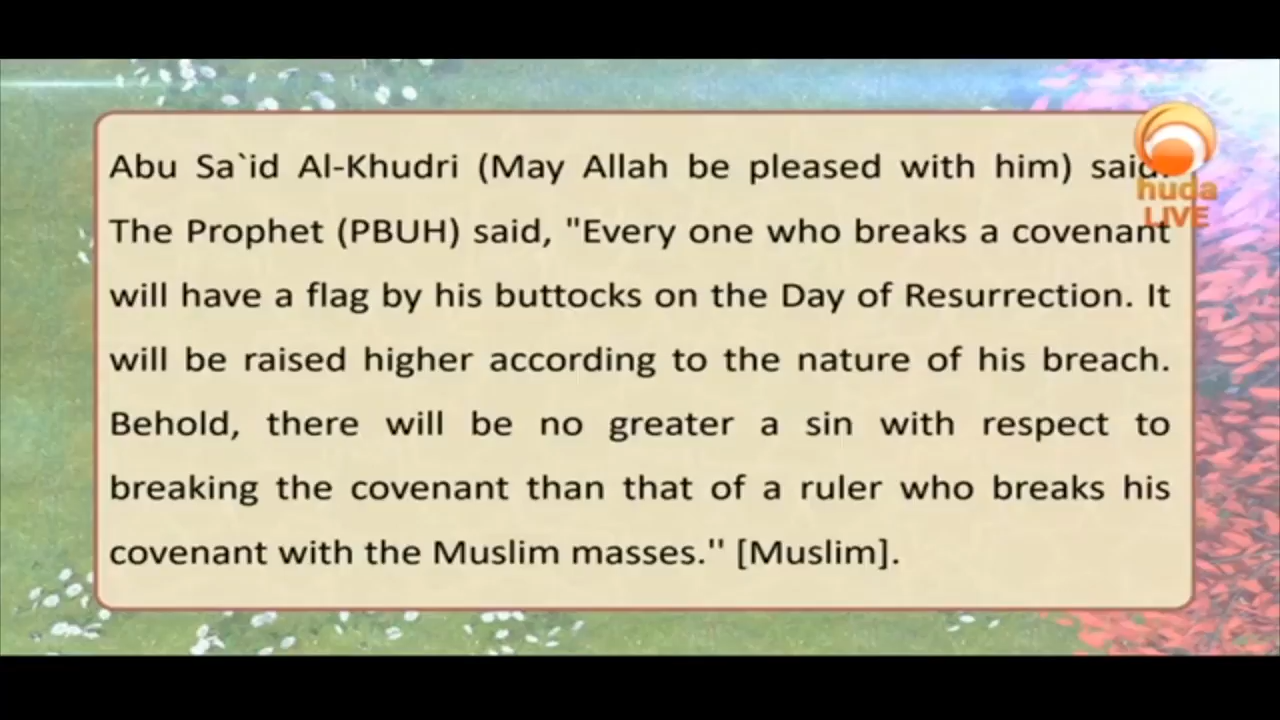 Abu Sa`id Al-Khudri (May Allah be pleased with him) said:
The Prophet (PBUH) said, "Every one who breaks a covenant
will have a flag by his buttocks on the Day of Resurrection. It
will be raised higher according to the nature of his breach.
Behold, there will be no greater a sin with respect to
breaking the covenant than that of a ruler who breaks his
covenant with the Muslim masses." [Muslim].
huda
LIVE